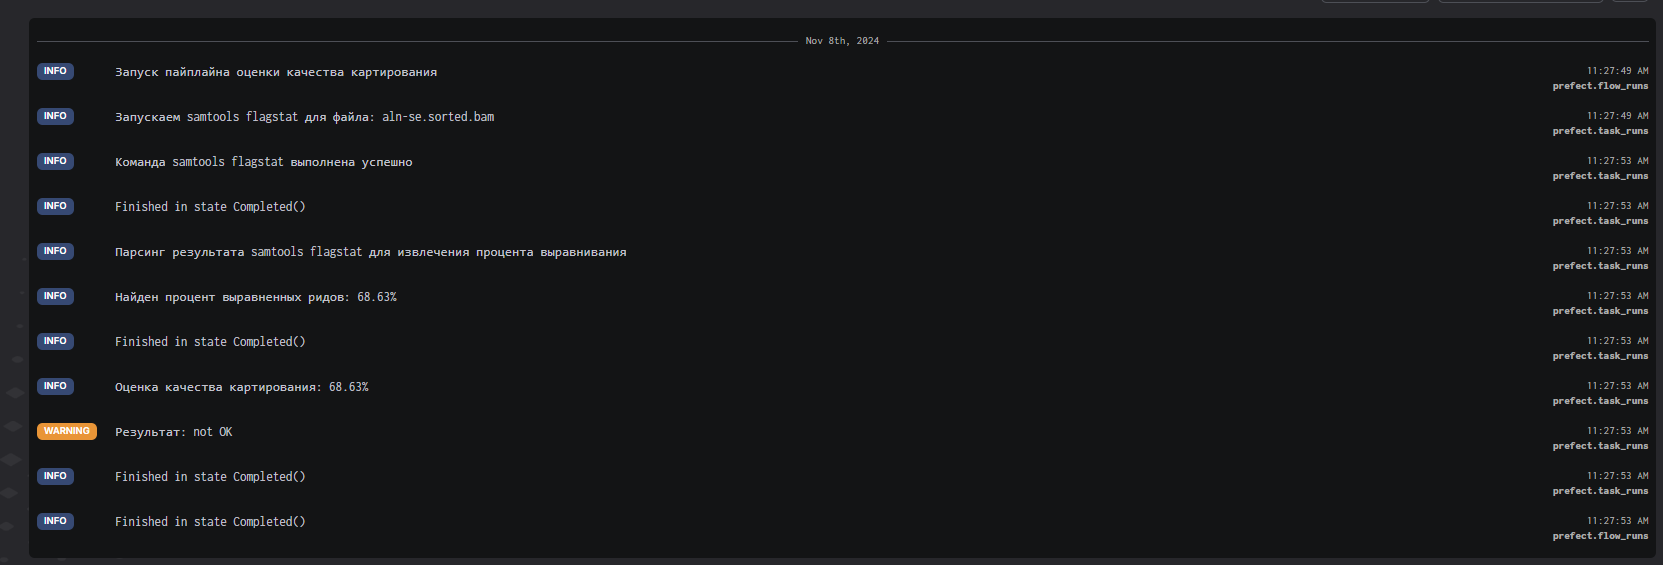 Nov 8th, 2024
INFO Запуск пайплайна оценки качества картирования 11:27:49 AM
prefect.flow_runs
INFO Запускаем samtools flagstat для файла: aln-se.sorted.bam 11:27:49 AM
prefect.task_runs
INFO Команда samtools flagstat выполнена успешно 11:27:53 AM
prefect.task_runs
INFO Finished in state Completed() 11:27:53 AM
prefect.task_runs
INFO Парсинг результата samtools flagstat для извлечения процента выравнивания 11:27:53 AM
prefect.task_runs
INFO Найден процент выравненных ридов: 68.63% 11:27:53 AM
prefect.task_runs
INFO Finished in state Completed() 11:27:53 AM
prefect.task_runs
INFO Оценка качества картирования: 68.63% 11:27:53 AM
prefect.task_runs
WARNING Результат: not OK 11:27:53 AM
prefect.task_runs
INFO Finished in state Completed() 11:27:53 AM
prefect.task_runs
INFO Finished in state Completed() 11:27:53 AM
prefect.flow_runs